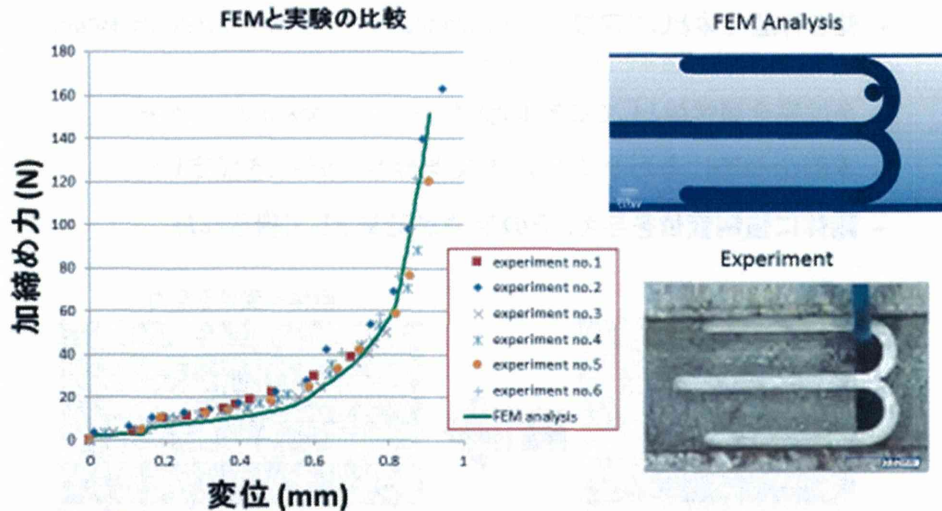 FEMと実験の比較
180
160
140
120
100
80
60
40
20
0
0
0.2
0.4
0.6
0.8
1
加締め力 (N)
変位 (mm)
experiment no.1
experiment no.2
experiment no.3
experiment no.4
experiment no.5
experiment no.6
FEM analysis
FEM Analysis
Experiment